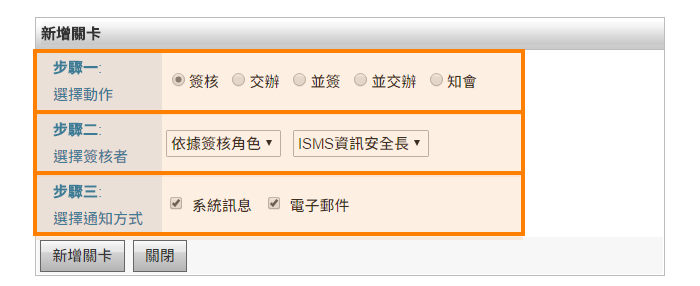 新增關卡
步驟一:
選擇動作
簽核 交辦 並簽 並交辦 知會
步驟二:
選擇簽核者
依據簽核角色 ISMS資訊安全長
步驟三:
選擇通知方式
系統訊息 電子郵件
新增關卡 關閉